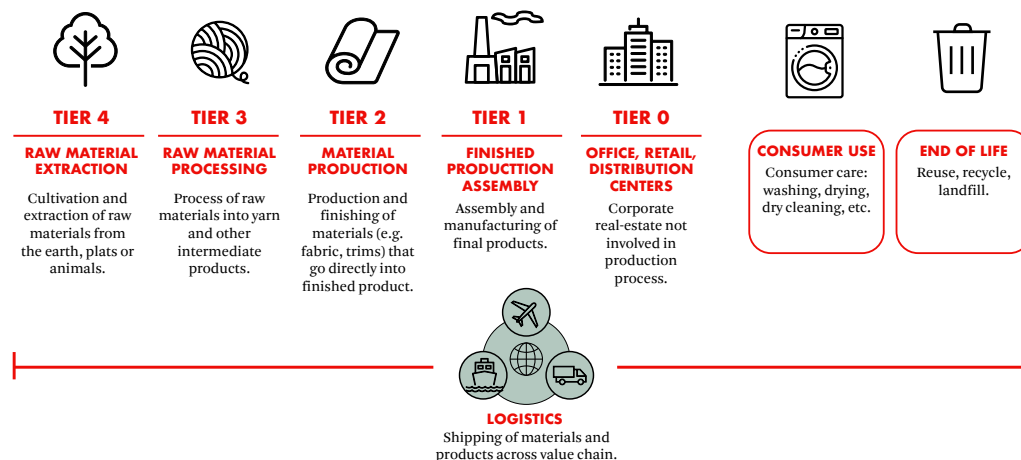 TIER 4
RAW MATERIAL
EXTRACTION
Cultivation and
extraction of raw
materials from
the earth, plats or
animals.
TIER 3
RAW MATERIAL
PROCESSING
Process of raw
materials into yarn
and other
intermediate
products.
TIER 2
MATERIAL
PRODUCTION
Production and
finishing of
materials (e.g.
fabric, trims) that
go directly into
finished product.
TIER 1
FINISHED
PRODUCTTION
ASSEMBLY
Assembly and
manufacturing of
final products.
TIER 0
OFFICE, RETAIL,
DISTRIBUTION
CENTERS
Corporate
real-estate not
involved in
production
process.
CONSUMER USE
Consumer care:
washing, drying,
dry cleaning, etc.
END OF LIFE
Reuse, recycle,
landfill.
LOGISTICS
Shipping of materials and
products across value chain.